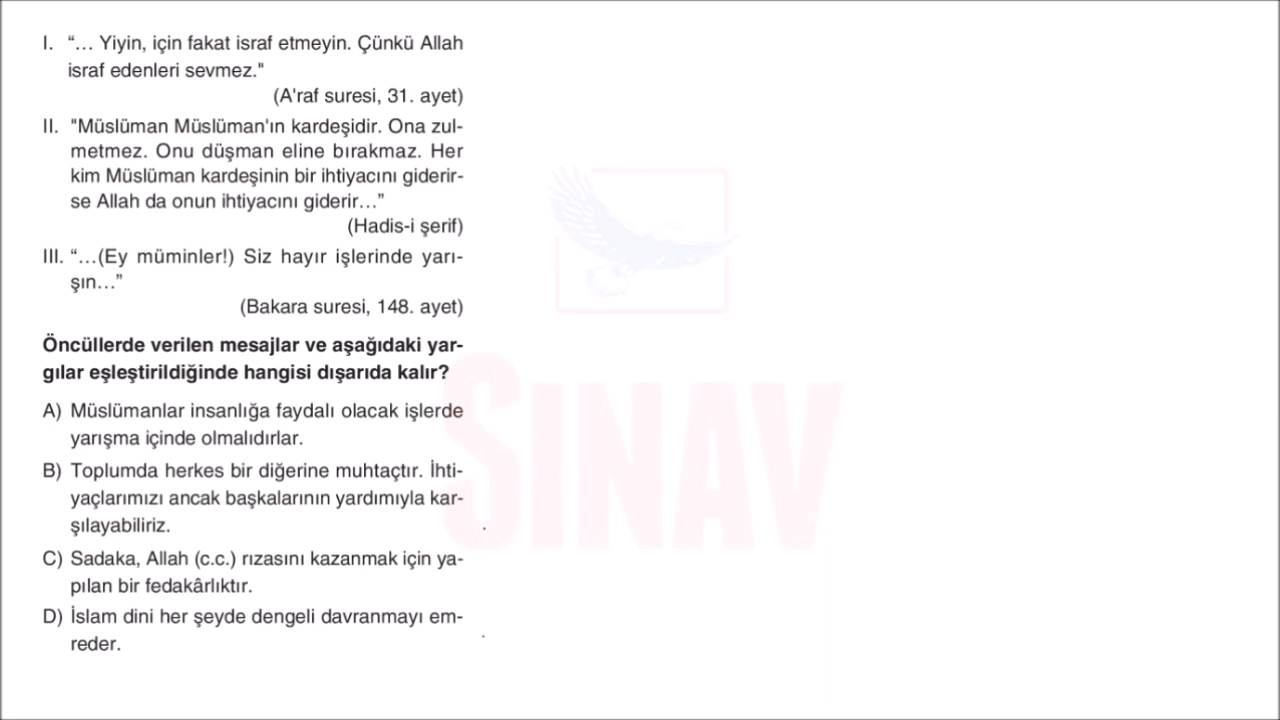 I. “... Yiyin, için fakat israf etmeyin. Çünkü Allah
israf edenleri sevmez."
(A'raf suresi, 31. ayet)
II. "Müslüman Müslüman'ın kardeşidir. Ona zul-
metmez. Onu düşman eline bırakmaz. Her
kim Müslüman kardeşinin bir ihtiyacını giderir-
se Allah da onun ihtiyacını giderir...”
(Hadis-i şerif)
III. “...(Ey müminler!) Siz hayır işlerinde yarı-
şın...”
(Bakara suresi, 148. ayet)
Öncüllerde verilen mesajlar ve aşağıdaki yar-
gılar eşleştirildiğinde hangisi dışarıda kalır?
A) Müslümanlar insanlığa faydalı olacak işlerde
yarışma içinde olmalıdırlar.
B) Toplumda herkes bir diğerine muhtaçtır. İhti-
yaçlarımızı ancak başkalarının yardımıyla kar-
şılayabiliriz.
C) Sadaka, Allah (c.c.) rızasını kazanmak için ya-
pılan bir fedakârlıktır.
D) İslam dini her şeyde dengeli davranmayı em-
reder.
SINAV